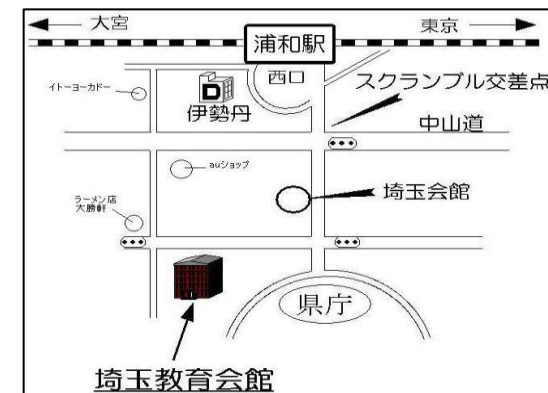 大宮
東京
浦和駅
西口
イトーヨーカドー
D
伊勢丹
スクランブル交差点
中山道
auショップ
埼玉会館
ラーメン店
大勝軒
県庁
埼玉教育会館